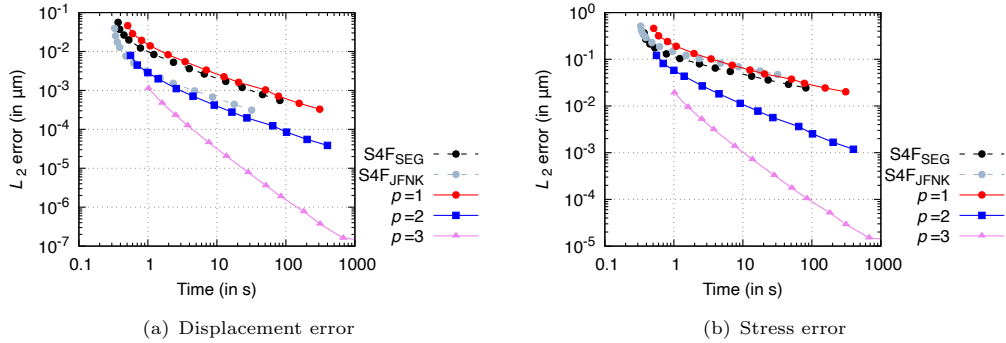 10⁰
10⁻¹
10⁻²
10⁻³
10⁻⁴
10⁻⁵
10⁻⁶
10⁻⁷
L₂ error (in μm)
0.1 1 10 100 1000
Time (in s)
S4F_SEG
S4F_JFNK
p=1
p=2
p=3
(a) Displacement error
10⁰
10⁻¹
10⁻²
10⁻³
10⁻⁴
10⁻⁵
L₂ error (in μm)
0.1 1 10 100 1000
Time (in s)
S4F_SEG
S4F_JFNK
p=1
p=2
p=3
(b) Stress error